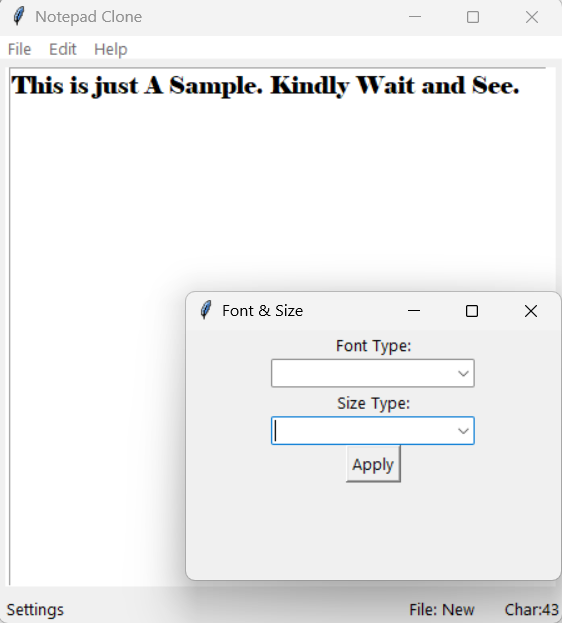 Notepad Clone
File Edit Help
This is just A Sample. Kindly Wait and See.
Font & Size
Font Type:
Size Type:
Apply
Settings File: New Char:43